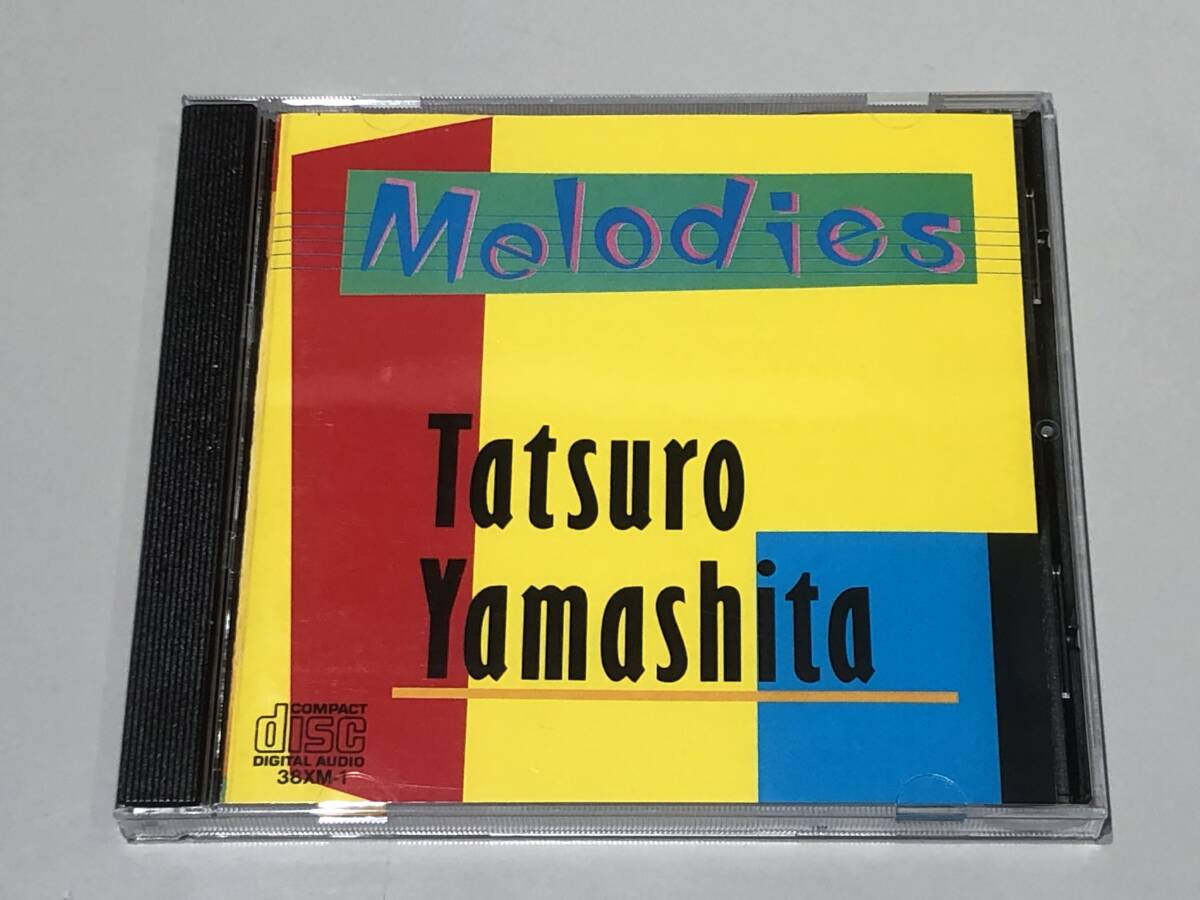 Melodies
Tatsuro
Yamashita
COMPACT
disc
DIGITAL AUDIO
38XM-1